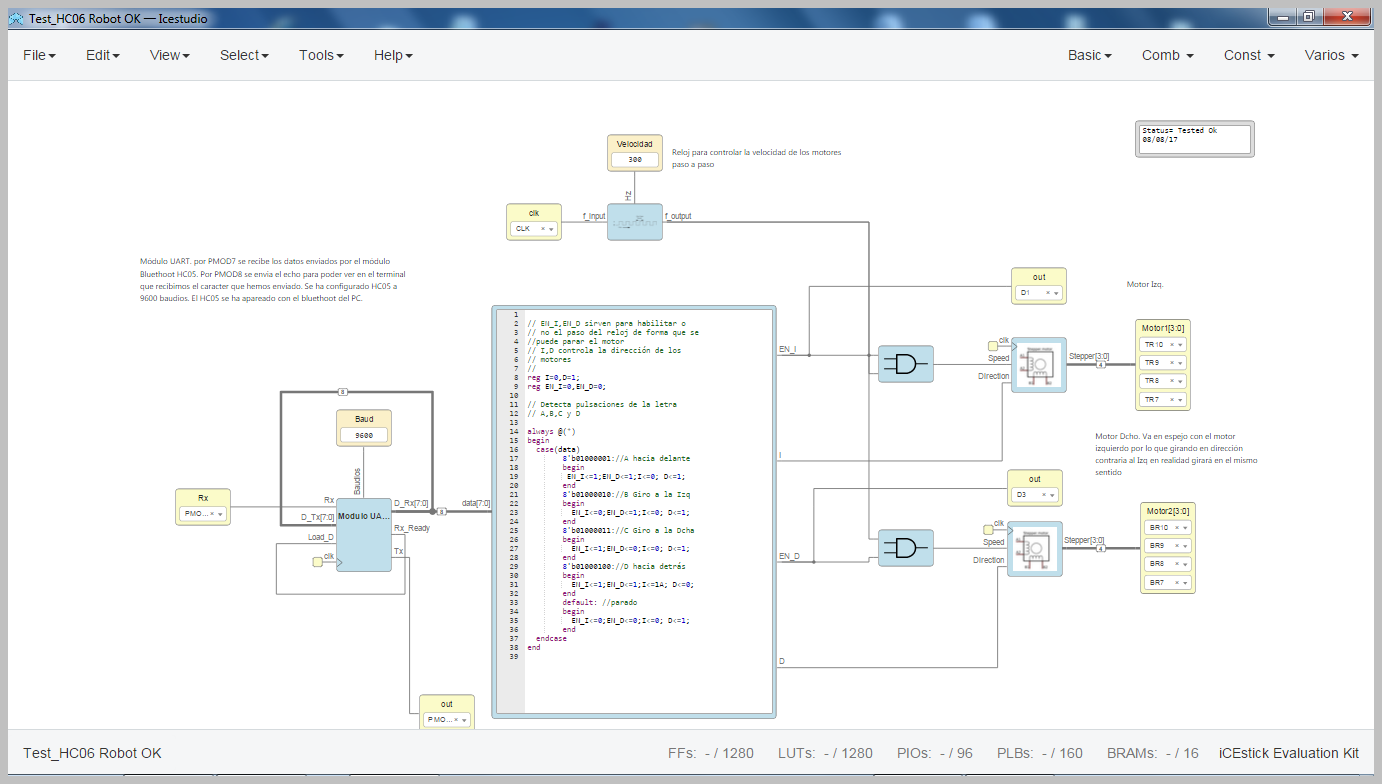 Test_HC06 Robot OK — Icestudio
File Edit View Select Tools Help Basic Comb Const Varios
Status= Tested Ok
08/08/17
Velocidad
300
Reloj para controlar la velocidad de los motores
paso a paso
Hz
clk
CLK
f_input
f_output
Módulo UART. por PMOD7 se recibe los datos enviados por el módulo
Bluethoot HC05. Por PMOD8 se envia el echo para poder ver en el terminal
que recibimos el caracter que hemos enviado. Se ha configurado HC05 a
9600 baudios. El HC05 se ha apareado con el bluethoot del PC.
8
Baud
9600
Baudios
Rx
PMO...
Rx
D_Tx[7:0]
Load_D
clk
Modulo UA...
D_Rx[7:0]
Rx_Ready
Tx
8
data[7:0]
out
PMO...
1
2 // EN_I,EN_D sirven para habilitar o
3 // no el paso del reloj de forma que se
4 //puede parar el motor
5 // I,D controla la dirección de los
6 // motores
7 //
8 reg I=0,D=1;
9 reg EN_I=0,EN_D=0;
10
11 // Detecta pulsaciones de la letra
12 // A,B,C y D
13
14 always @(*)
15 begin
16 case(data)
17 8'b01000001://A hacia delante
18 begin
19 EN_I<=1;EN_D<=1;I<=0; D<=1;
20 end
21 8'b01000010://B Giro a la Izq
22 begin
23 EN_I<=0;EN_D<=1;I<=0; D<=1;
24 end
25 8'b01000011://C Giro a la Dcha
26 begin
27 EN_I<=1;EN_D<=0;I<=0; D<=1;
28 end
29 8'b01000100://D hacia detrás
30 begin
31 EN_I<=1;EN_D<=1;I<=1A; D<=0;
32 end
33 default: //parado
34 begin
35 EN_I<=0;EN_D<=0;I<=0; D<=1;
36 end
37 endcase
38 end
39
EN_I
I
EN_D
D
out
D1
Motor Izq.
clk
Speed
Direction
Stepper motor
Stepper[3:0]
4
Motor1[3:0]
TR10
TR9
TR8
TR7
Motor Dcho. Va en espejo con el motor
izquierdo por lo que girando en dirección
contraria al Izq en realidad girará en el mismo
sentido
out
D3
clk
Speed
Direction
Stepper motor
Stepper[3:0]
4
Motor2[3:0]
BR10
BR9
BR8
BR7
Test_HC06 Robot OK FFs: - / 1280 LUTs: - / 1280 PIOs: - / 96 PLBs: - / 160 BRAMs: - / 16 iCEstick Evaluation Kit